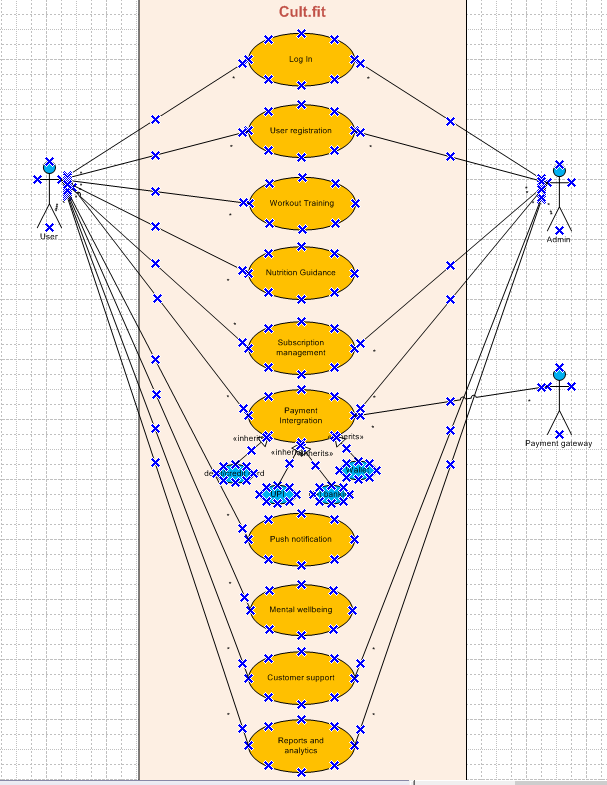 Cult.fit
Log In
User registration
Workout Training
User
Admin
Nutrition Guidance
Subscription
management
Payment
Intergration
Payment gateway
«inherits»
UPI
Push notification
Mental wellbeing
Customer support
Reports and
analytics